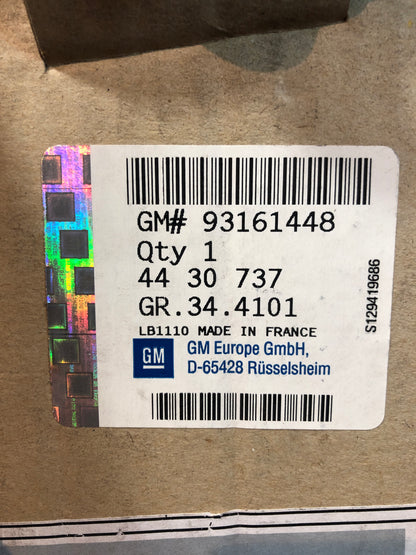 GM# 93161448
Qty 1
44 30 737
GR.34.4101
LB1110 MADE IN FRANCE
GM
GM Europe GmbH,
D-65428 Rüsselsheim
S129419686